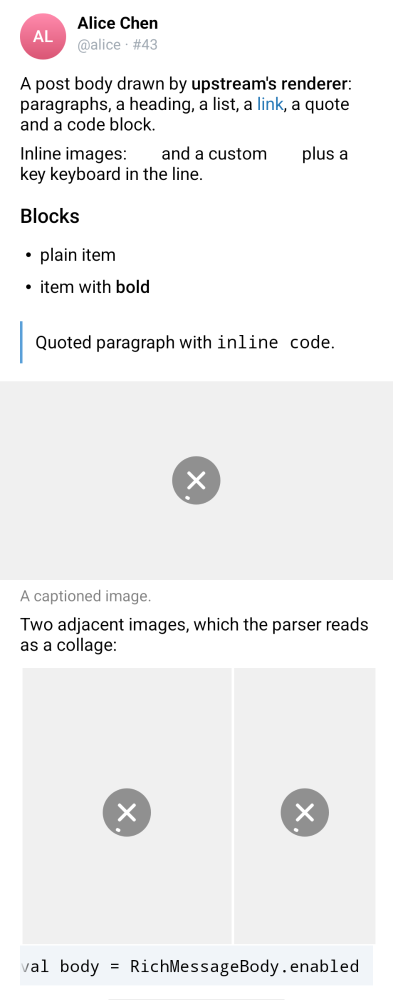 AL
Alice Chen
@alice · #43
A post body drawn by upstream's renderer:
paragraphs, a heading, a list, a link, a quote
and a code block.
Inline images: and a custom plus a
key keyboard in the line.
Blocks
• plain item
• item with bold
Quoted paragraph with inline code.
A captioned image.
Two adjacent images, which the parser reads
as a collage:
val body = RichMessageBody.enabled